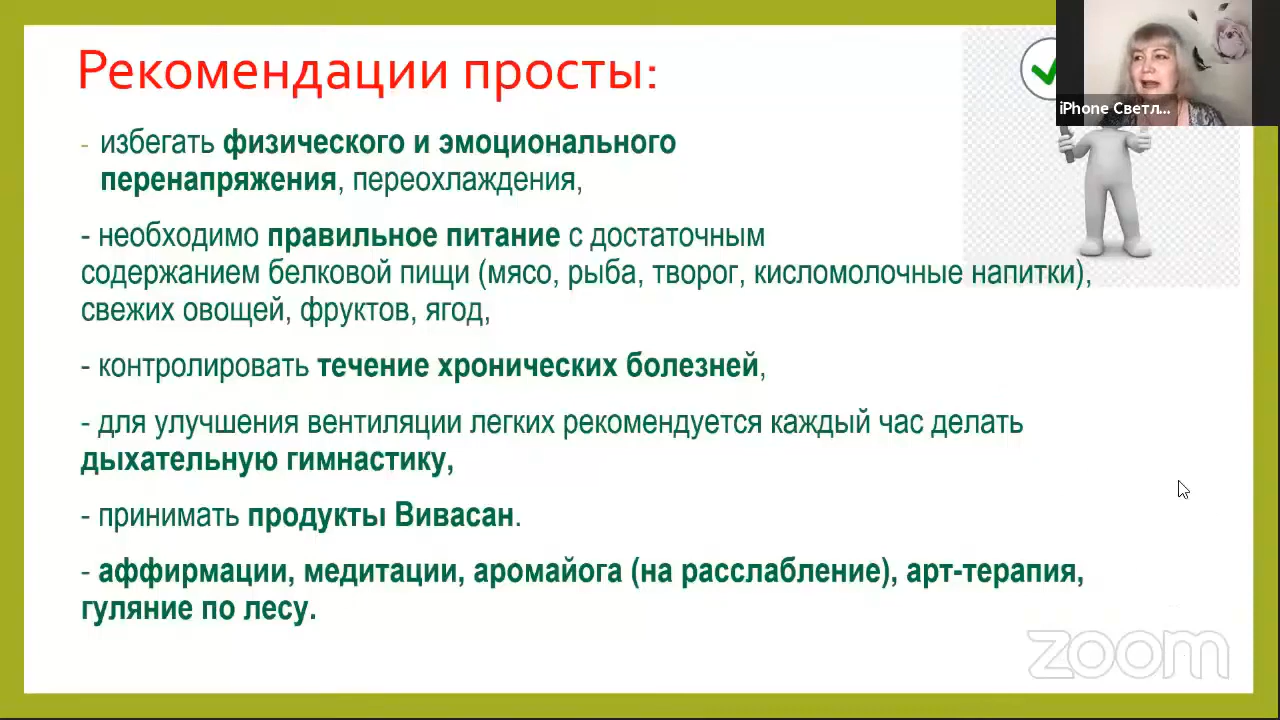 Рекомендации просты:
iPhone Светл...
- избегать физического и эмоционального
перенапряжения, переохлаждения,
- необходимо правильное питание с достаточным
содержанием белковой пищи (мясо, рыба, творог, кисломолочные напитки),
свежих овощей, фруктов, ягод,
- контролировать течение хронических болезней,
- для улучшения вентиляции легких рекомендуется каждый час делать
дыхательную гимнастику,
- принимать продукты Вивасан.
- аффирмации, медитации, аромайога (на расслабление), арт-терапия,
гуляние по лесу.
zoom